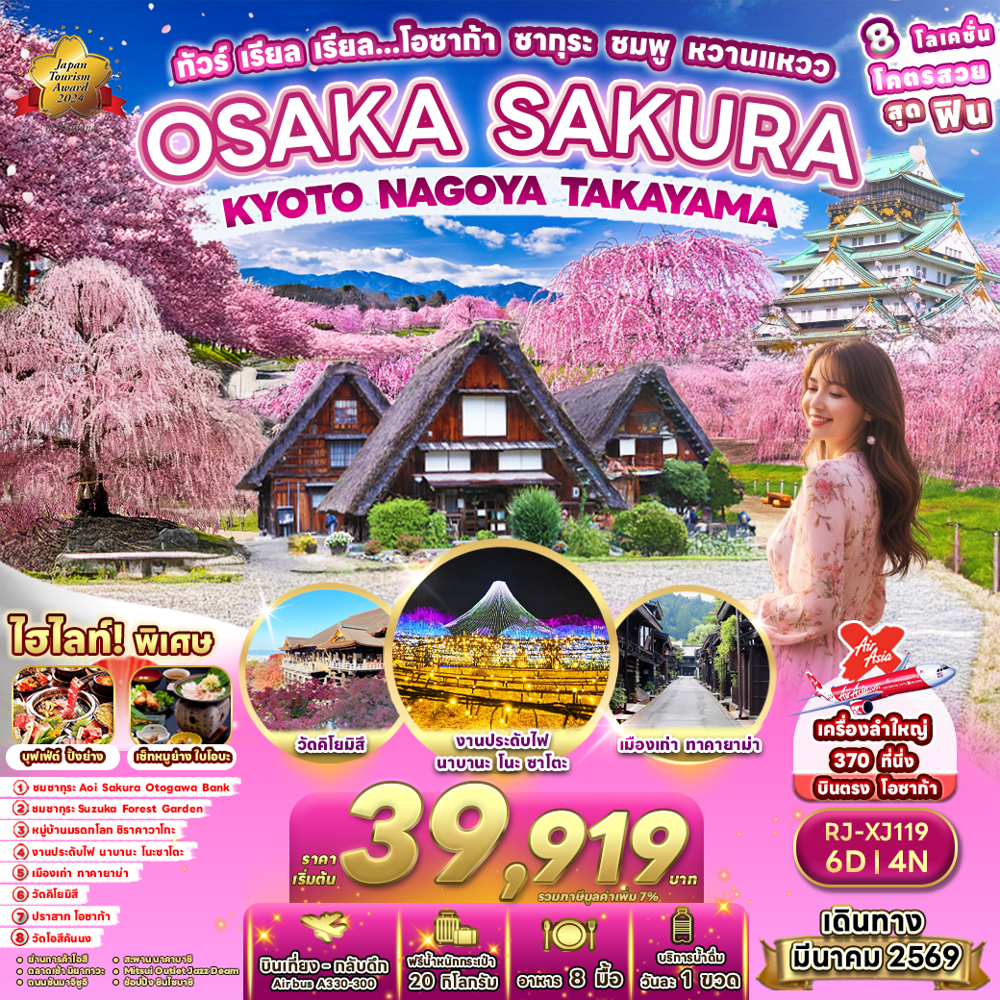 Japan
Tourism
Award
2024
ทัวร์ เรียล เรียล...โอซาก้า ซากุระ ชมพู หวานแหวว
8 โลเคชั่น
โคตรสวย
สุด ฟิน
OSAKA SAKURA
KYOTO NAGOYA TAKAYAMA
ไฮไลท์! พิเศษ
บุฟเฟ่ต์ ปิ้งย่าง
เซ็ทหมูย่าง ใบโอบะ
วัดคิโยมิสึ
งานประดับไฟ
นาบานะ โนะ ซาโตะ
เมืองเก่า ทาคายาม่า
Air
Asia
เครื่องลำใหญ่
370 ที่นั่ง
บินตรง โอซาก้า
1 ชมซากุระ Aoi Sakura Otogawa Bank
2 ชมซากุระ Suzuka Forest Garden
3 หมู่บ้านมรดกโลก ชิราคาวาโกะ
4 งานประดับไฟ นาบานะ โนะซาโตะ
5 เมืองเก่า ทาคายาม่า
6 วัดคิโยมิสึ
7 ปราสาท โอซาก้า
8 วัดโอสึคันนง
ย่านการค้าโอสึ
ตลาดเช้า มิยากาวะ
ถนนซันมาจิซูจิ
สะพาน นาคาบาชิ
Mitsui Outlet Jazz Deam
ช้อปปิ้ง ชินไซบาชิ
ราคา
เริ่มต้น
39,919 บาท
รวมภาษีมูลค่าเพิ่ม 7%
RJ-XJ119
6D | 4N
เดินทาง
มีนาคม 2569
บินเที่ยง - กลับดึก
Airbus A330-300
ฟรีน้ำหนักกระเป๋า
20 กิโลกรัม
อาหาร 8 มื้อ
บริการน้ำดื่ม
วันละ 1 ขวด